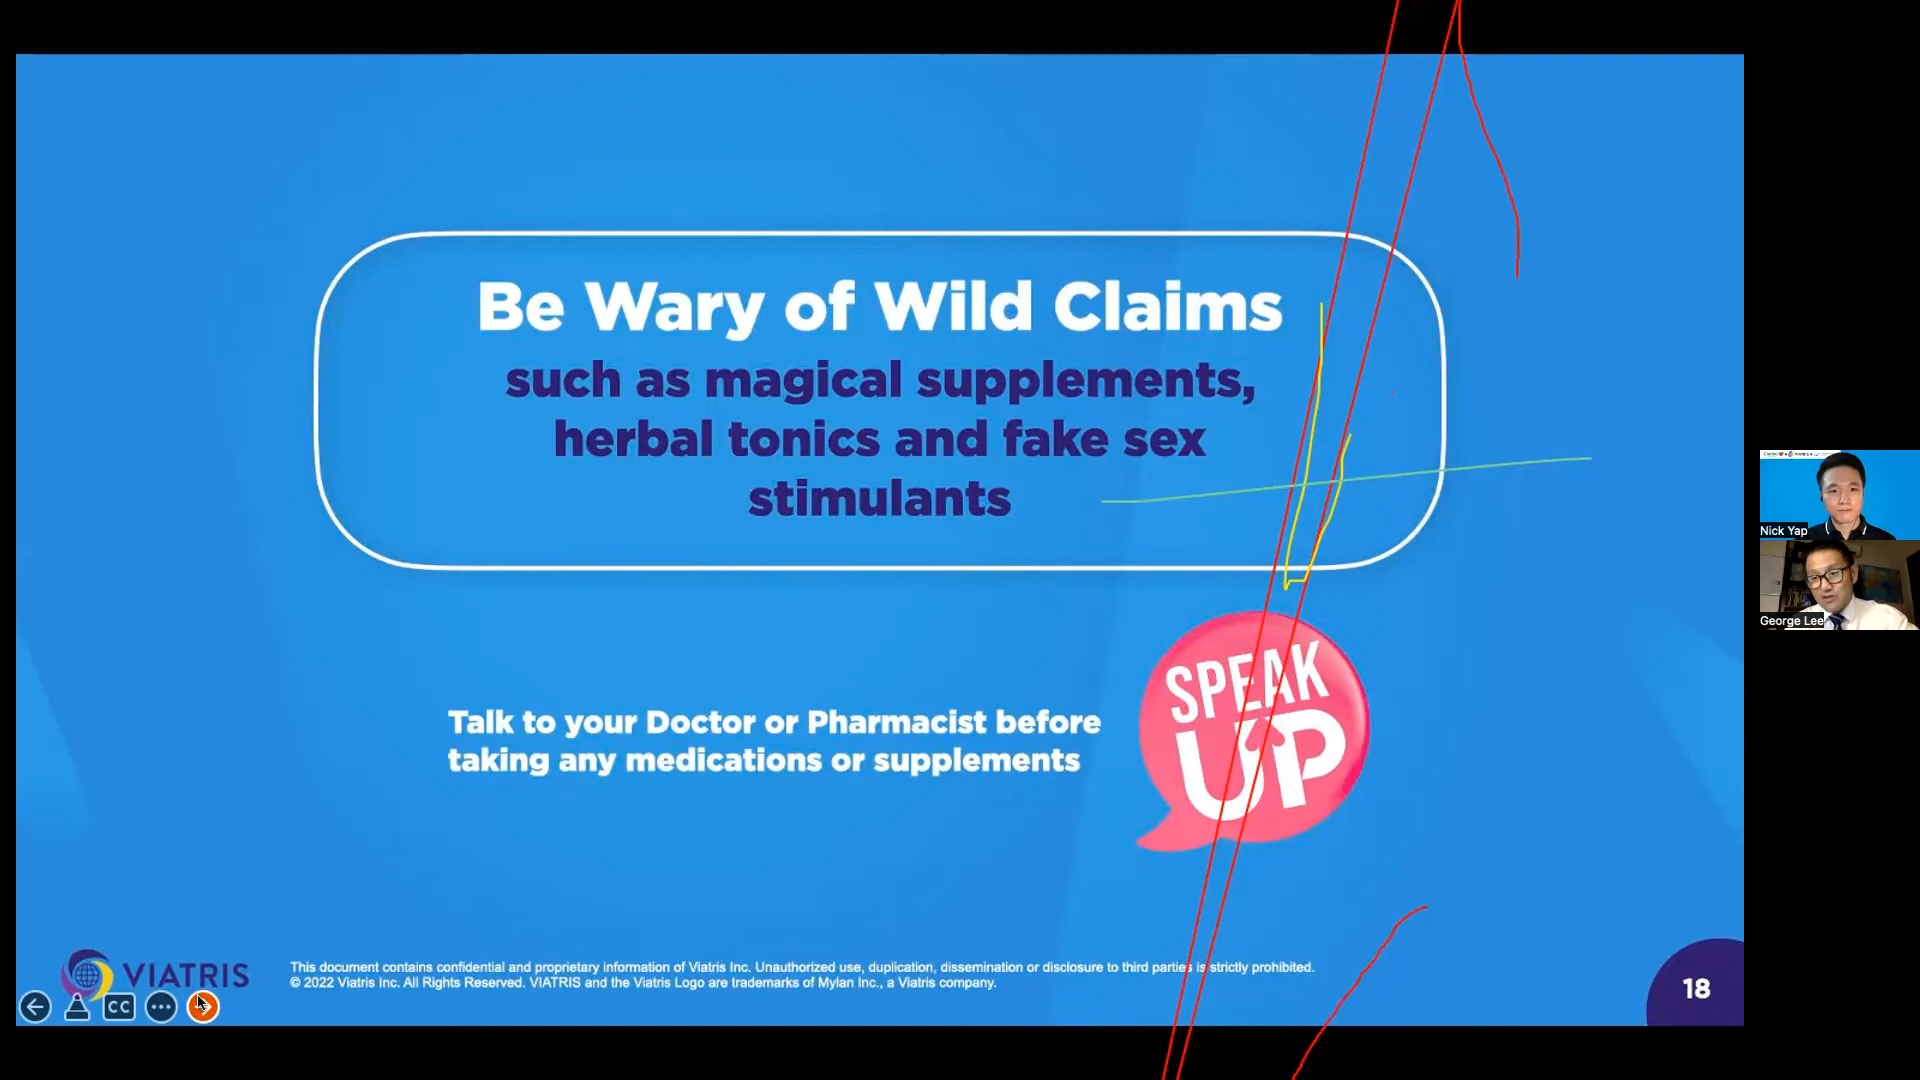 Be Wary of Wild Claims
such as magical supplements,
herbal tonics and fake sex
stimulants
SPEAK
UP
Talk to your Doctor or Pharmacist before
taking any medications or supplements
Nick Yap
George Lee
VIATRIS
This document contains confidential and proprietary information of Viatris Inc. Unauthorized use, duplication, dissemination or disclosure to third parties is strictly prohibited.
© 2022 Viatris Inc. All Rights Reserved. VIATRIS and the Viatris Logo are trademarks of Mylan Inc., a Viatris company.
18
CC